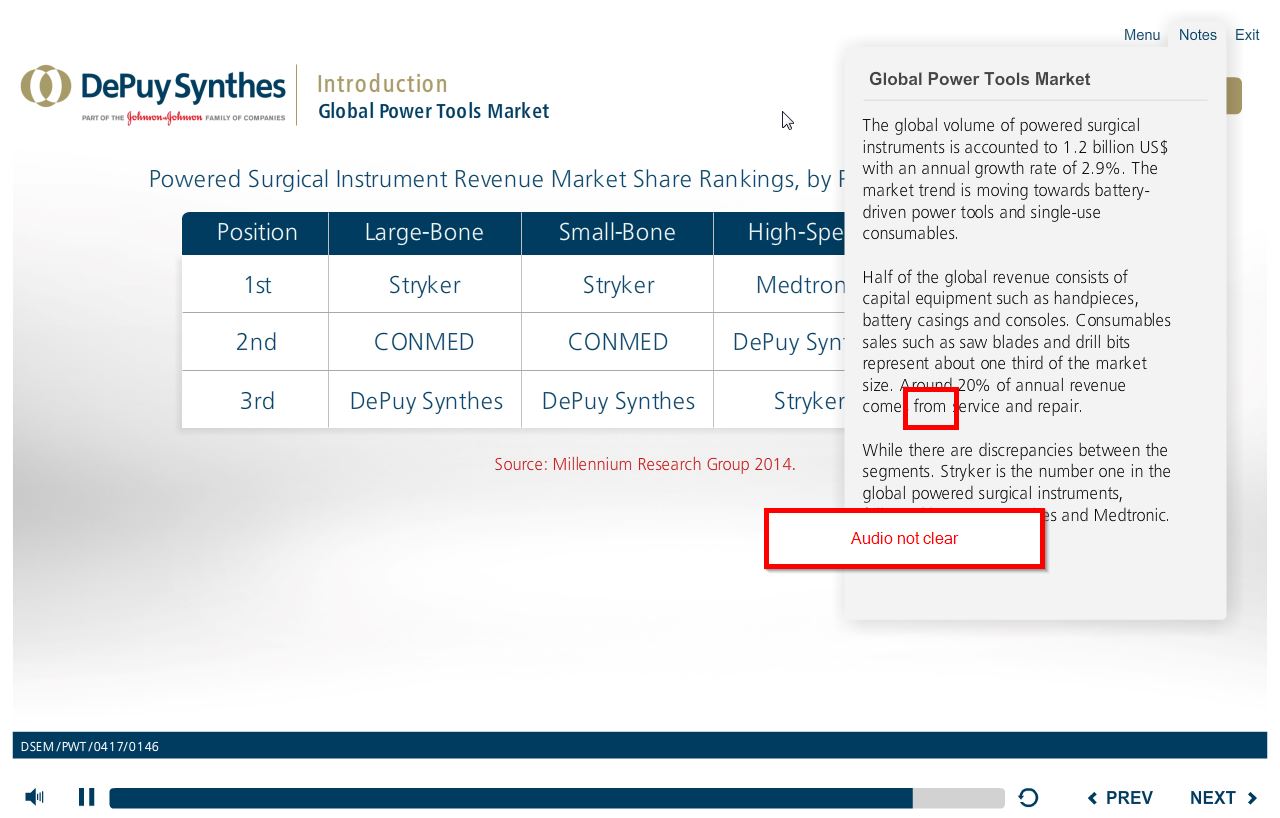 Menu Notes Exit
DePuy Synthes
PART OF THE Johnson & Johnson FAMILY OF COMPANIES
Introduction
Global Power Tools Market
Powered Surgical Instrument Revenue Market Share Rankings, by
Position Large-Bone Small-Bone High-Spe
1st Stryker Stryker Medtron
2nd CONMED CONMED DePuy Syn
3rd DePuy Synthes DePuy Synthes Stryker
Source: Millennium Research Group 2014.
Global Power Tools Market
The global volume of powered surgical
instruments is accounted to 1.2 billion US$
with an annual growth rate of 2.9%. The
market trend is moving towards battery-
driven power tools and single-use
consumables.
Half of the global revenue consists of
capital equipment such as handpieces,
battery casings and consoles. Consumables
sales such as saw blades and drill bits
represent about one third of the market
size. Around 20% of annual revenue
come from ervice and repair.
While there are discrepancies between the
segments. Stryker is the number one in the
global powered surgical instruments,
es and Medtronic.
Audio not clear
DSEM/PWT/0417/0146
PREV NEXT